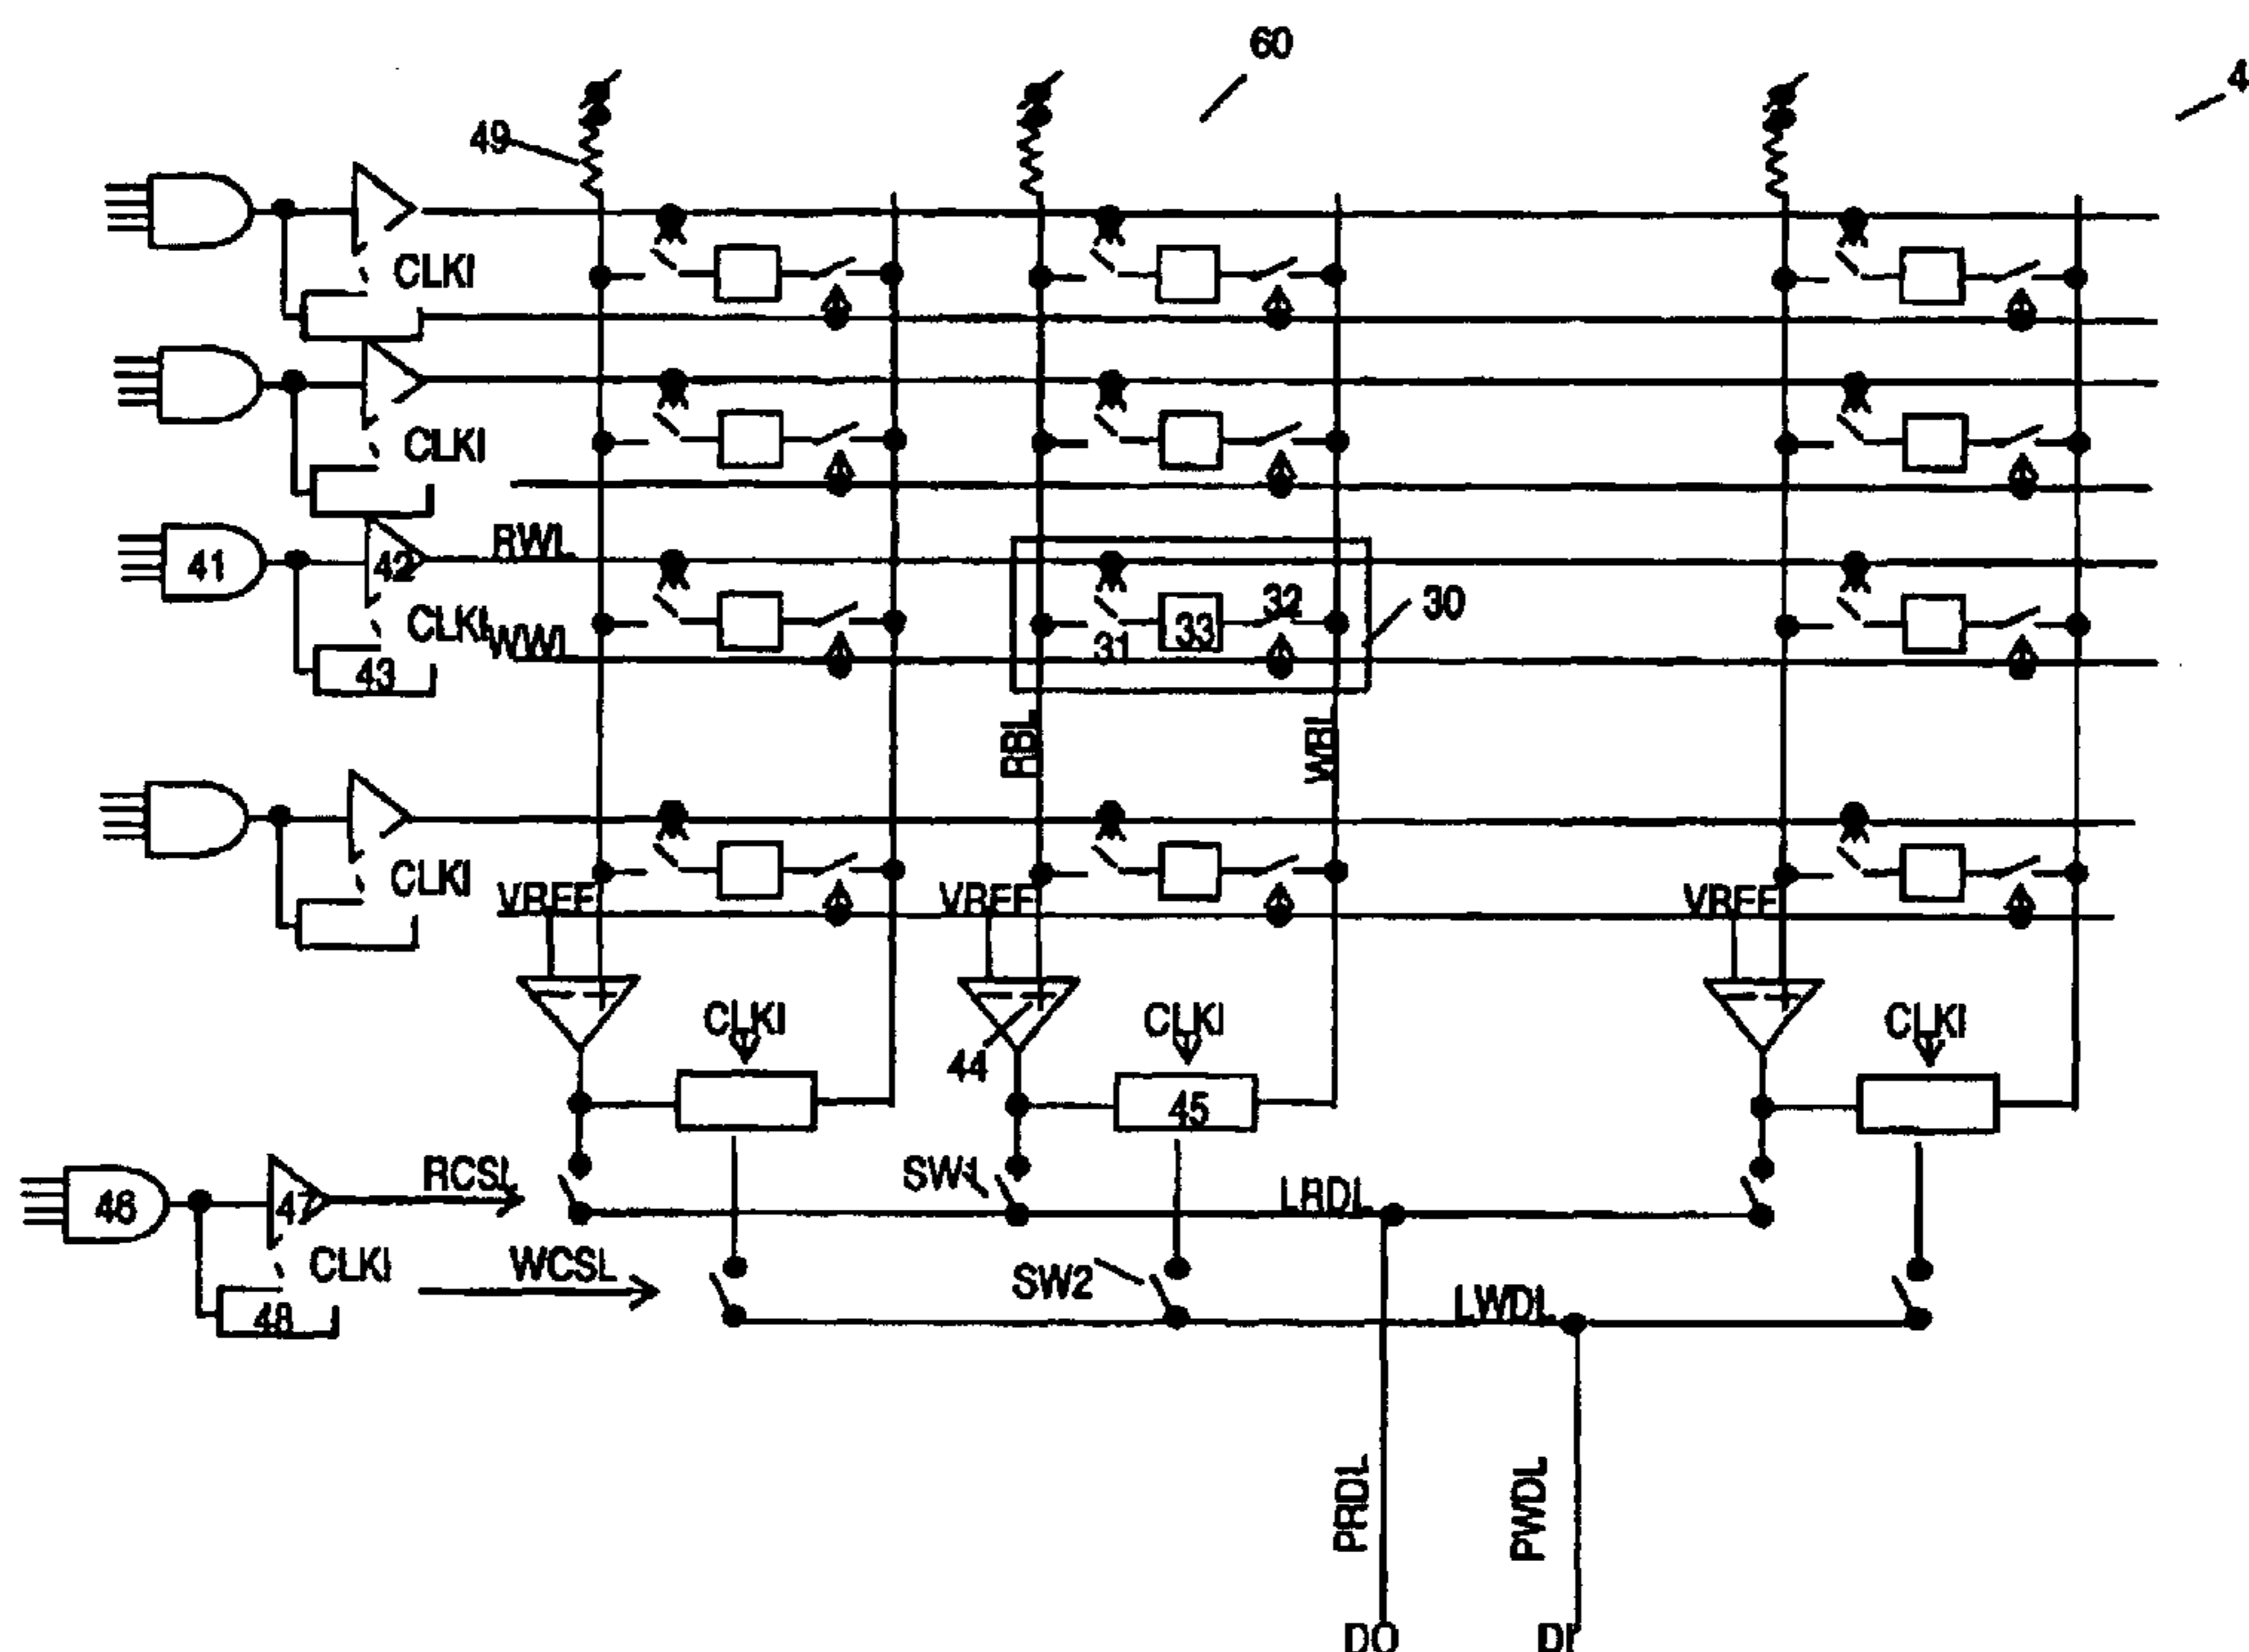 60
4
49
CLKI
CLKI
41
42
RWL
CLKI
WWL
43
31
33
32
30
RBL
WBL
CLKI
VREF
VREF
VREF
CLKI
CLKI
CLKI
44
45
46
47
RCSL
SW1
LRDL
CLKI
WCSL
SW2
LWDL
48
PRDL
PWDL
DO
DI